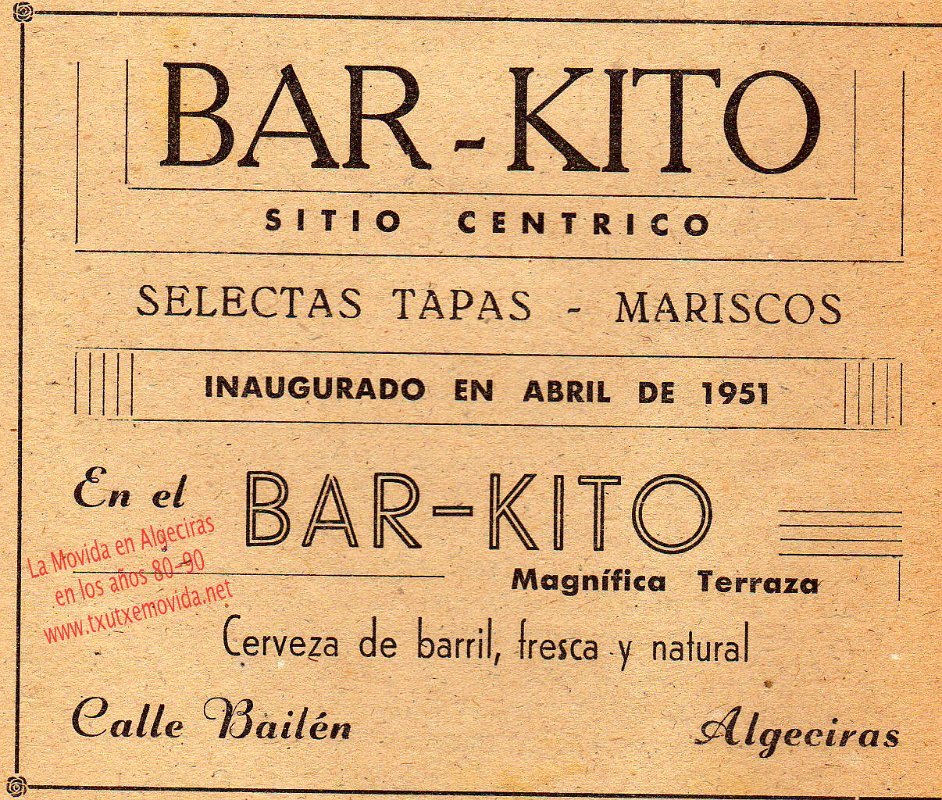 BAR - KITO
SITIO CENTRICO
SELECTAS TAPAS - MARISCOS
INAUGURADO EN ABRIL DE 1951
En el BAR-KITO
Magnífica Terraza
La Movida en Algeciras
en los años 80-90
www.txutxemovida.net
Cerveza de barril, fresca y natural
Calle Bailén Algeciras